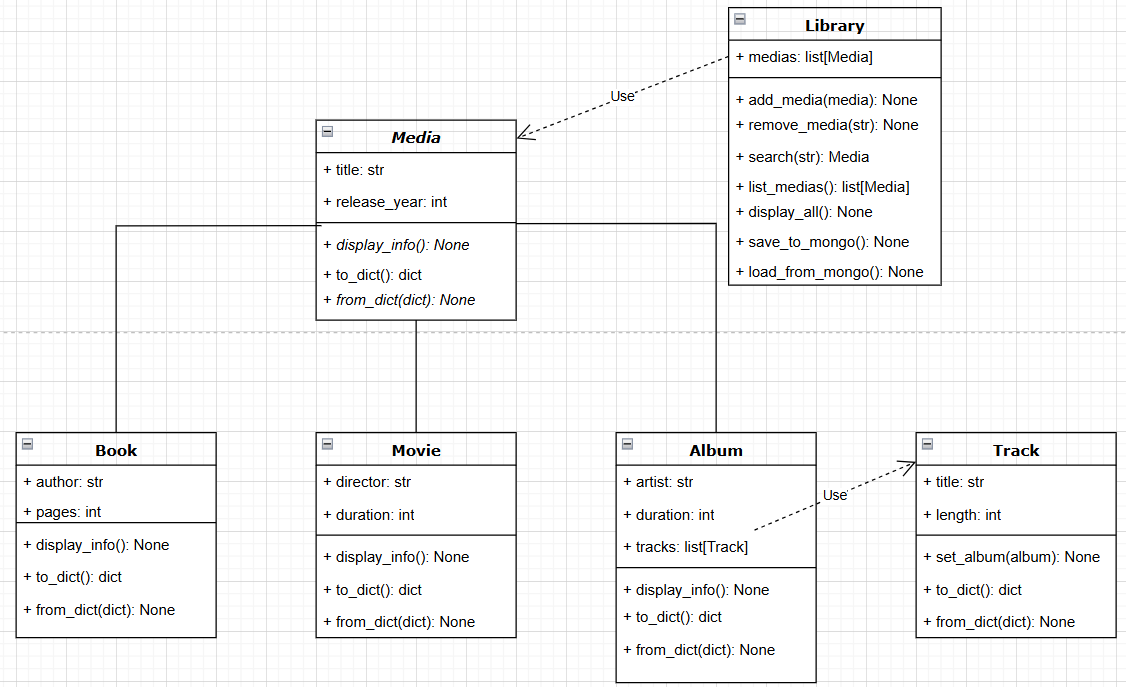 Library
+ medias: list[Media]
+ add_media(media): None
+ remove_media(str): None
+ search(str): Media
+ list_medias(): list[Media]
+ display_all(): None
+ save_to_mongo(): None
+ load_from_mongo(): None
Use
Media
+ title: str
+ release_year: int
+ display_info(): None
+ to_dict(): dict
+ from_dict(dict): None
Book
+ author: str
+ pages: int
+ display_info(): None
+ to_dict(): dict
+ from_dict(dict): None
Movie
+ director: str
+ duration: int
+ display_info(): None
+ to_dict(): dict
+ from_dict(dict): None
Album
+ artist: str
+ duration: int
+ tracks: list[Track]
+ display_info(): None
+ to_dict(): dict
+ from_dict(dict): None
Use
Track
+ title: str
+ length: int
+ set_album(album): None
+ to_dict(): dict
+ from_dict(dict): None